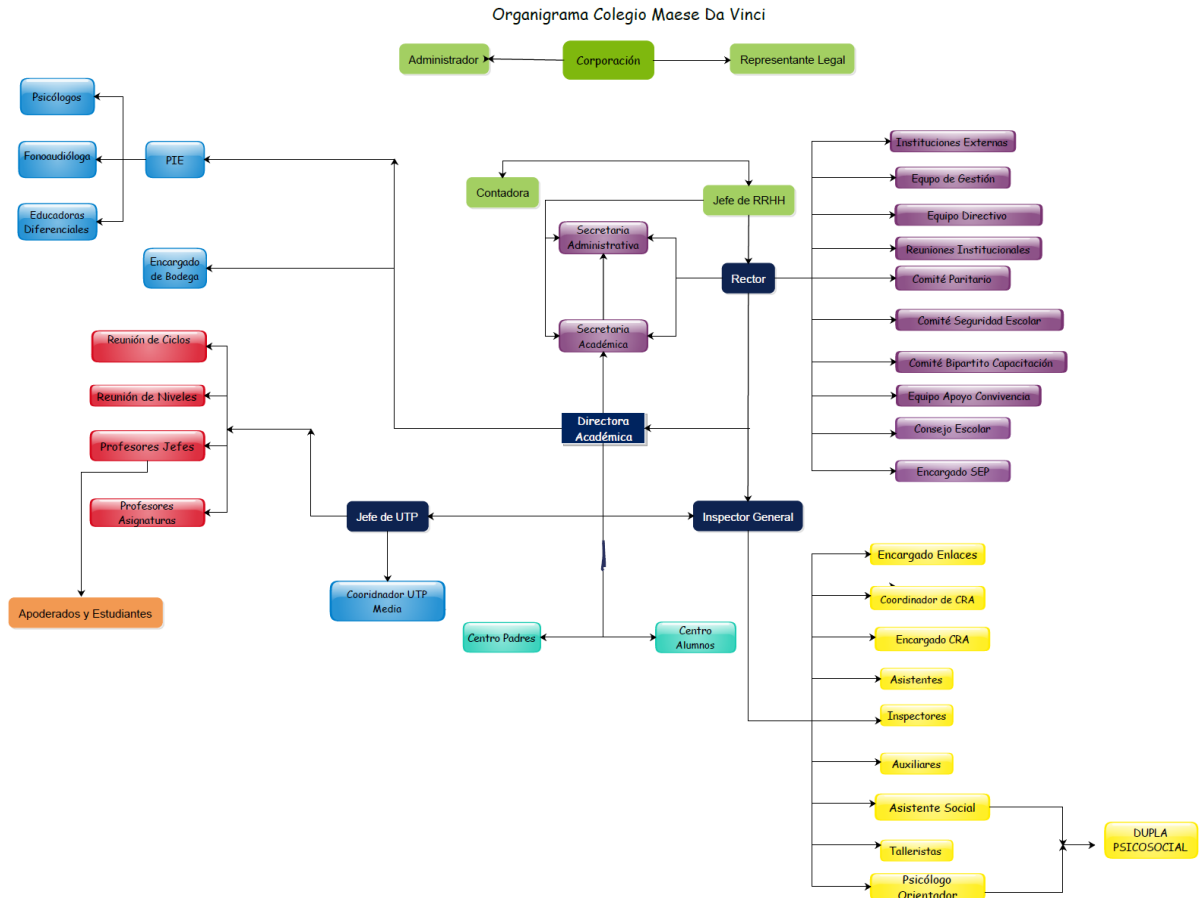 Organigrama Colegio Maese Da Vinci
Administrador
Corporación
Representante Legal
Psicólogos
Fonoaudióloga
PIE
Educadoras
Diferenciales
Encargado
de Bodega
Contadora
Jefe de RRHH
Secretaria
Administrativa
Rector
Secretaria
Académica
Instituciones Externas
Equpo de Gestión
Equipo Directivo
Reuniones Institucionales
Comité Paritario
Comité Seguridad Escolar
Comité Bipartito Capacitación
Equipo Apoyo Convivencia
Consejo Escolar
Encargado SEP
Reunión de Ciclos
Reunión de Niveles
Profesores Jefes
Profesores
Asignaturas
Directora
Académica
Jefe de UTP
Inspector General
Cooridnador UTP
Media
Apoderados y Estudiantes
Centro Padres
Centro
Alumnos
Encargado Enlaces
Coordinador de CRA
Encargado CRA
Asistentes
Inspectores
Auxiliares
Asistente Social
Talleristas
Psicólogo
Orientador
DUPLA
PSICOSOCIAL